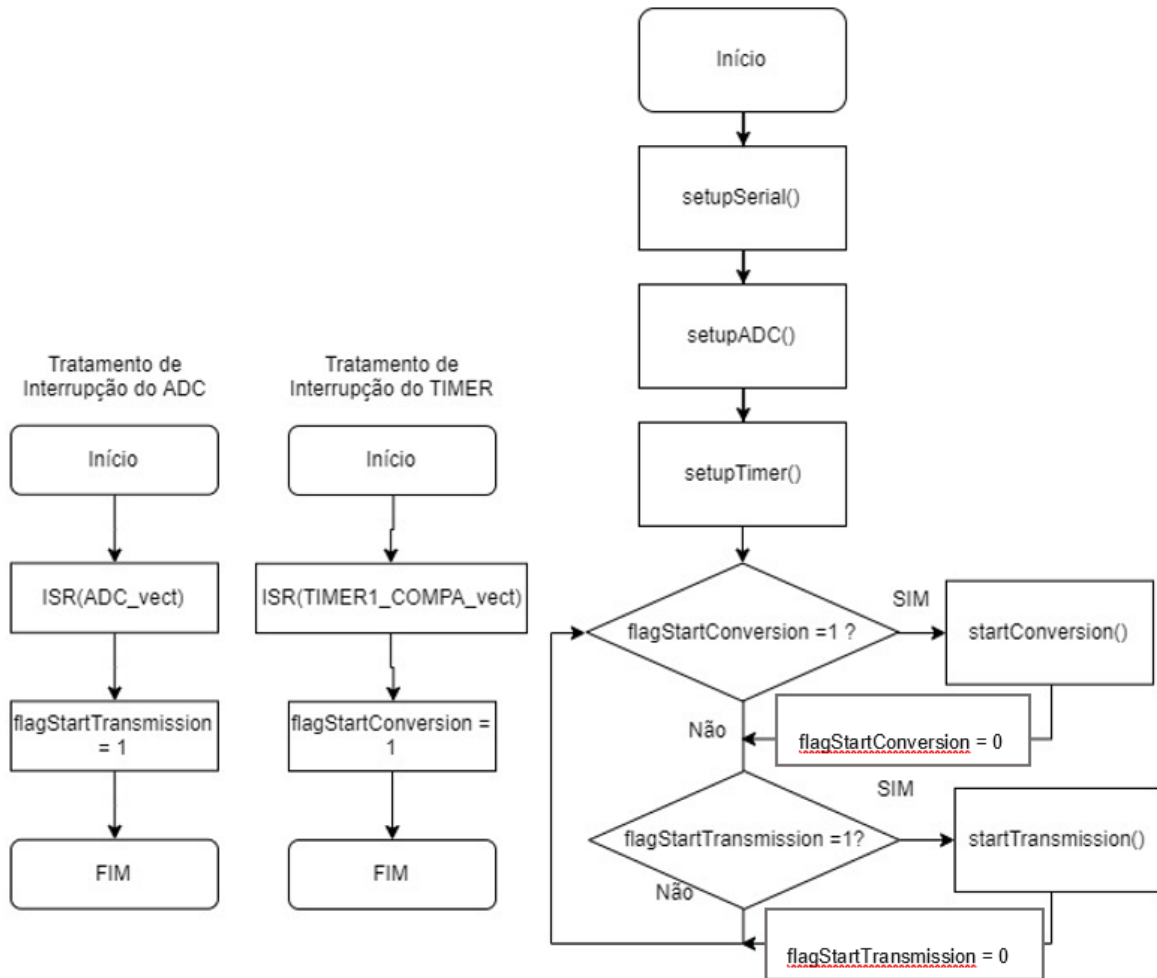 Tratamento de
Interrupção do ADC
Início
ISR(ADC_vect)
flagStartTransmission
= 1
FIM
Tratamento de
Interrupção do TIMER
Início
ISR(TIMER1_COMPA_vect)
flagStartConversion =
1
FIM
Início
setupSerial()
setupADC()
setupTimer()
flagStartConversion =1 ?
SIM
startConversion()
Não
flagStartConversion = 0
flagStartTransmission =1?
SIM
startTransmission()
Não
flagStartTransmission = 0